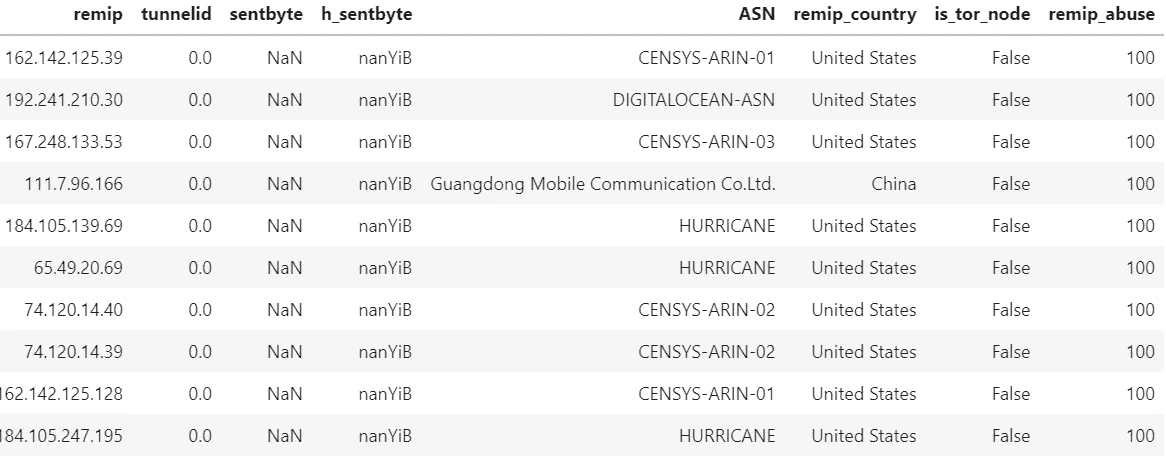 remip tunnelid sentbyte h_sentbyte ASN remip_country is_tor_node remip_abuse
162.142.125.39 0.0 NaN nanYiB CENSYS-ARIN-01 United States False 100
192.241.210.30 0.0 NaN nanYiB DIGITALOCEAN-ASN United States False 100
167.248.133.53 0.0 NaN nanYiB CENSYS-ARIN-03 United States False 100
111.7.96.166 0.0 NaN nanYiB Guangdong Mobile Communication Co.Ltd. China False 100
184.105.139.69 0.0 NaN nanYiB HURRICANE United States False 100
65.49.20.69 0.0 NaN nanYiB HURRICANE United States False 100
74.120.14.40 0.0 NaN nanYiB CENSYS-ARIN-02 United States False 100
74.120.14.39 0.0 NaN nanYiB CENSYS-ARIN-02 United States False 100
162.142.125.128 0.0 NaN nanYiB CENSYS-ARIN-01 United States False 100
184.105.247.195 0.0 NaN nanYiB HURRICANE United States False 100